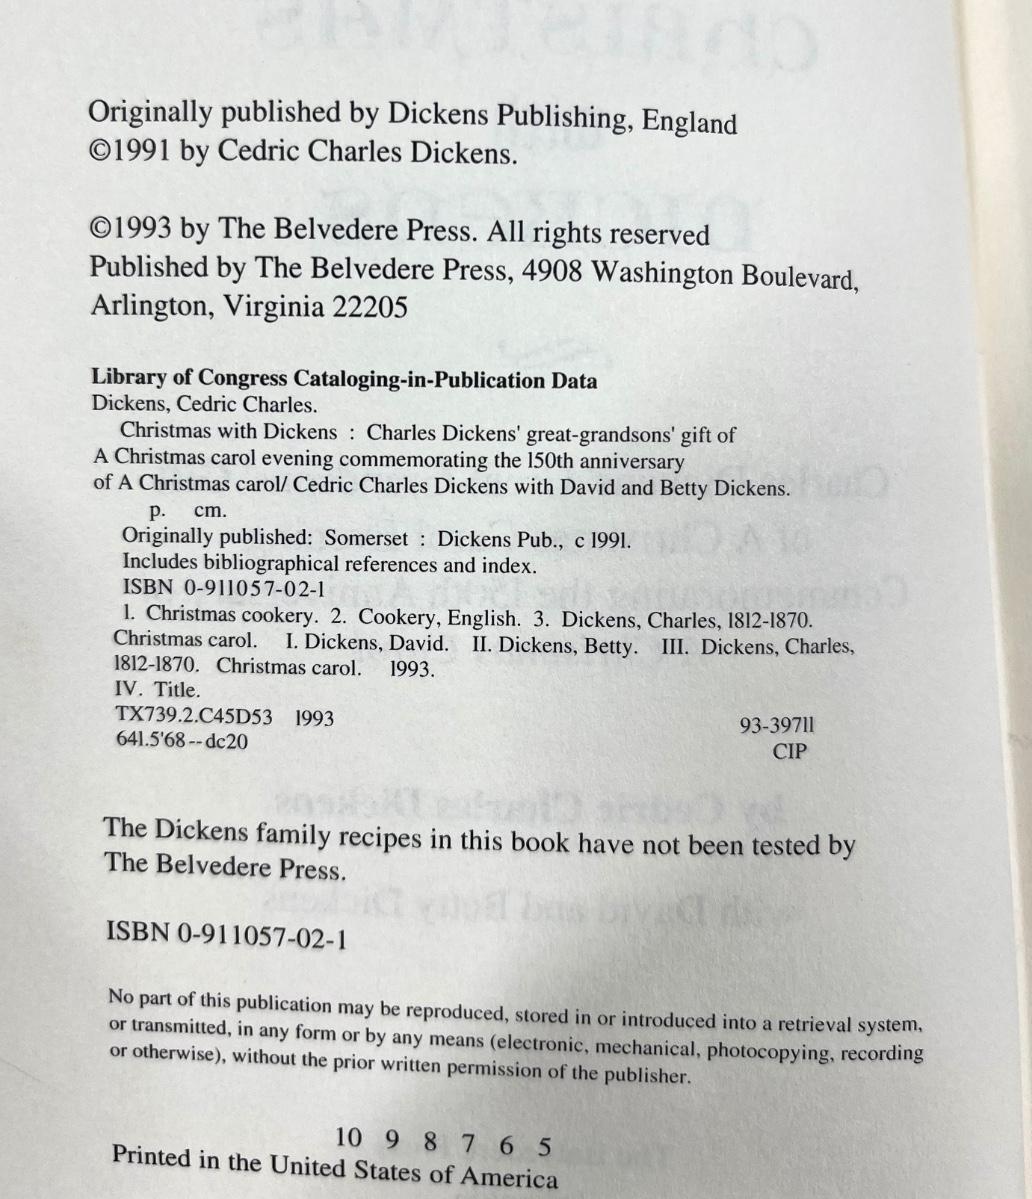 Originally published by Dickens Publishing, England
©1991 by Cedric Charles Dickens.
©1993 by The Belvedere Press. All rights reserved
Published by The Belvedere Press, 4908 Washington Boulevard,
Arlington, Virginia 22205
Library of Congress Cataloging-in-Publication Data
Dickens, Cedric Charles.
Christmas with Dickens : Charles Dickens' great-grandsons' gift of
A Christmas carol evening commemorating the 150th anniversary
of A Christmas carol/ Cedric Charles Dickens with David and Betty Dickens.
p. cm.
Originally published: Somerset : Dickens Pub., c 1991.
Includes bibliographical references and index.
ISBN 0-911057-02-1
1. Christmas cookery. 2. Cookery, English. 3. Dickens, Charles, 1812-1870.
Christmas carol. I. Dickens, David. II. Dickens, Betty. III. Dickens, Charles,
1812-1870. Christmas carol. 1993.
IV. Title.
TX739.2.C45D53 1993 93-39711
641.5'68--dc20 CIP
The Dickens family recipes in this book have not been tested by
The Belvedere Press.
ISBN 0-911057-02-1
No part of this publication may be reproduced, stored in or introduced into a retrieval system,
or transmitted, in any form or by any means (electronic, mechanical, photocopying, recording
or otherwise), without the prior written permission of the publisher.
10 9 8 7 6 5
Printed in the United States of America